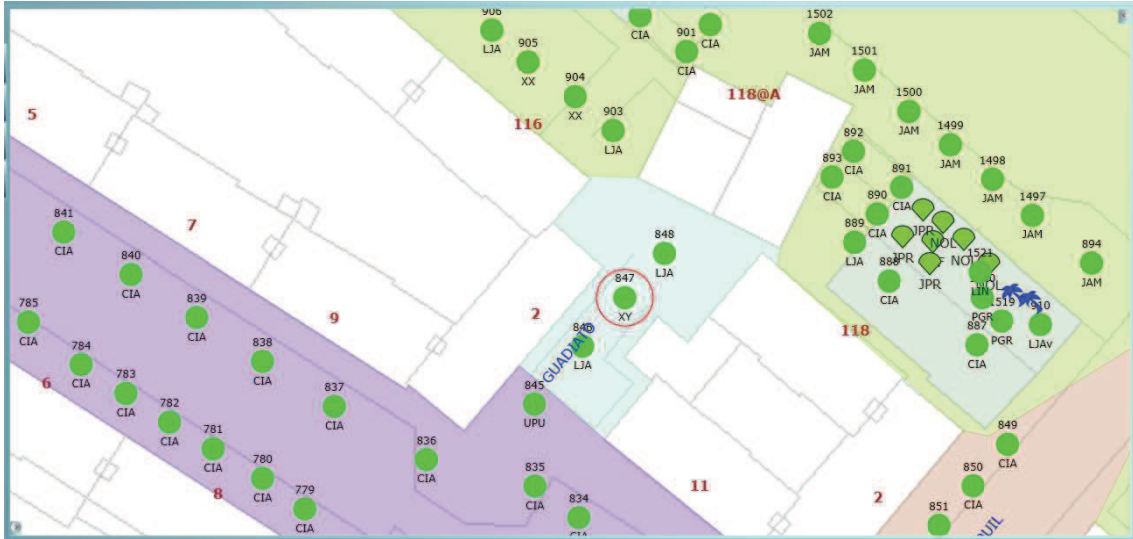 906
LJA
905
XX
904
XX
903
LJA
CIA
901
CIA
CIA
118@A
116
1502
JAM
1501
JAM
1500
JAM
1499
JAM
1498
JAM
1497
JAM
894
JAM
892
CIA
893
CIA
891
CIA
890
CIA
889
LJA
888
CIA
JPR
NOL
JPR
JPR
1521
LIN
PGR
1519
PGR
910
LJAv
887
CIA
118
5
7
9
2
841
CIA
840
CIA
839
CIA
838
CIA
837
CIA
836
CIA
835
CIA
834
CIA
848
LJA
847
XY
846
LJA
GUADIATO
845
UPU
785
CIA
784
CIA
783
CIA
782
CIA
781
CIA
780
CIA
779
CIA
6
8
11
2
849
CIA
850
CIA
851